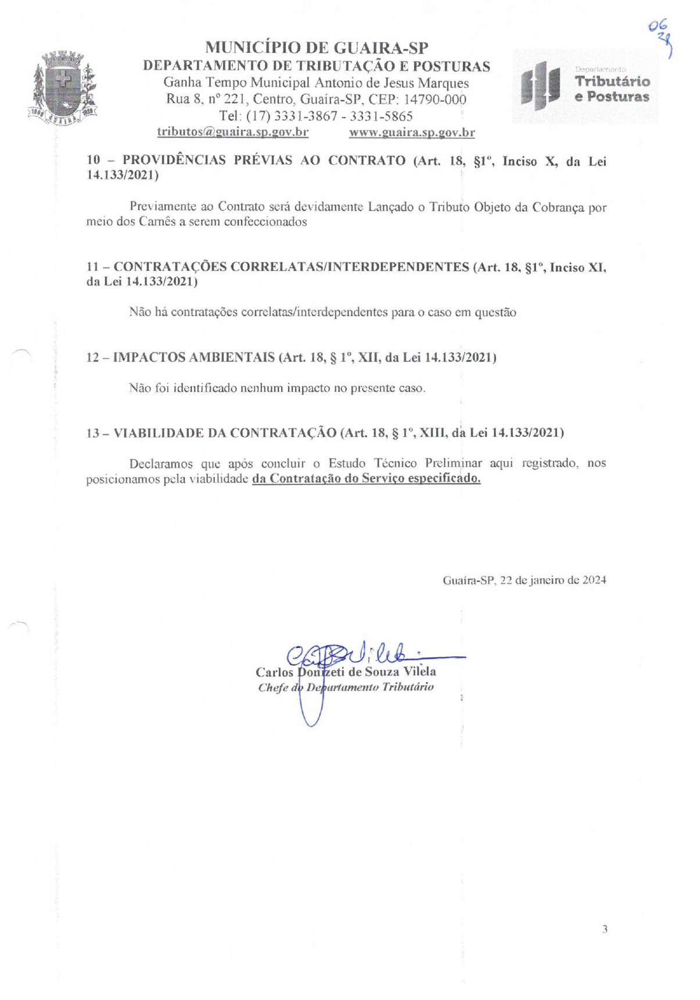 06
MUNICÍPIO DE GUAIRA-SP
DEPARTAMENTO DE TRIBUTAÇÃO E POSTURAS
Ganha Tempo Municipal Antonio de Jesus Marques
Rua 8, nº 221, Centro, Guaíra-SP, CEP: 14790-000
Tel: (17) 3331-3867 - 3331-5865
tributos@guaira.sp.gov.br www.guaira.sp.gov.br
GUAIRA 1928
Departamento
Tributário
e Posturas
10 – PROVIDÊNCIAS PRÉVIAS AO CONTRATO (Art. 18, §1º, Inciso X, da Lei
14.133/2021)
Previamente ao Contrato será devidamente Lançado o Tributo Objeto da Cobrança por
meio dos Carnês a serem confeccionados
11 – CONTRATAÇÕES CORRELATAS/INTERDEPENDENTES (Art. 18, §1º, Inciso XI,
da Lei 14.133/2021)
Não há contratações correlatas/interdependentes para o caso em questão
12 – IMPACTOS AMBIENTAIS (Art. 18, § 1º, XII, da Lei 14.133/2021)
Não foi identificado nenhum impacto no presente caso.
13 – VIABILIDADE DA CONTRATAÇÃO (Art. 18, § 1º, XIII, da Lei 14.133/2021)
Declaramos que após concluir o Estudo Técnico Preliminar aqui registrado, nos
posicionamos pela viabilidade da Contratação do Serviço especificado.
Guaíra-SP, 22 de janeiro de 2024
Carlos Donizeti de Souza Vilela
Chefe do Departamento Tributário
3